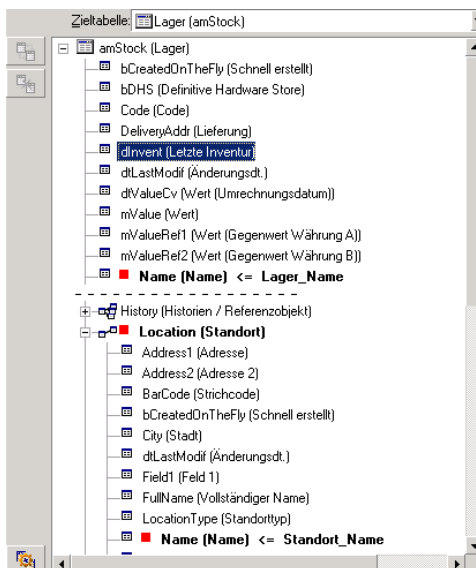 Zieltabelle: Lager (amStock)
amStock (Lager)
bCreatedOnTheFly (Schnell erstellt)
bDHS (Definitive Hardware Store)
Code (Code)
DeliveryAddr (Lieferung)
dInvent (Letzte Inventur)
dtLastModif (Änderungsdt.)
dtValueCv (Wert (Umrechnungsdatum))
mValue (Wert)
mValueRef1 (Wert (Gegenwert Währung A))
mValueRef2 (Wert (Gegenwert Währung B))
Name (Name) <= Lager_Name
History (Historien / Referenzobjekt)
Location (Standort)
Address1 (Adresse)
Address2 (Adresse 2)
BarCode (Strichcode)
bCreatedOnTheFly (Schnell erstellt)
City (Stadt)
dtLastModif (Änderungsdt.)
Field1 (Feld 1)
FullName (Vollständiger Name)
LocationType (Standorttyp)
Name (Name) <= Standort_Name